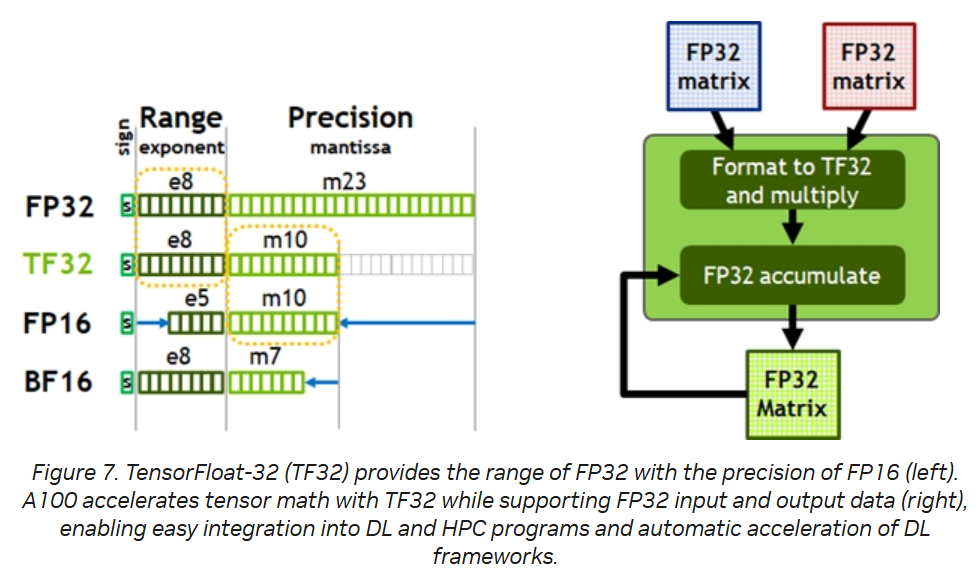 sign
Range
exponent
Precision
mantissa
FP32
s
e8
m23
TF32
s
e8
m10
FP16
s
e5
m10
BF16
s
e8
m7
FP32
matrix
FP32
matrix
Format to TF32
and multiply
FP32 accumulate
FP32
Matrix
Figure 7. TensorFloat-32 (TF32) provides the range of FP32 with the precision of FP16 (left).
A100 accelerates tensor math with TF32 while supporting FP32 input and output data (right),
enabling easy integration into DL and HPC programs and automatic acceleration of DL
frameworks.